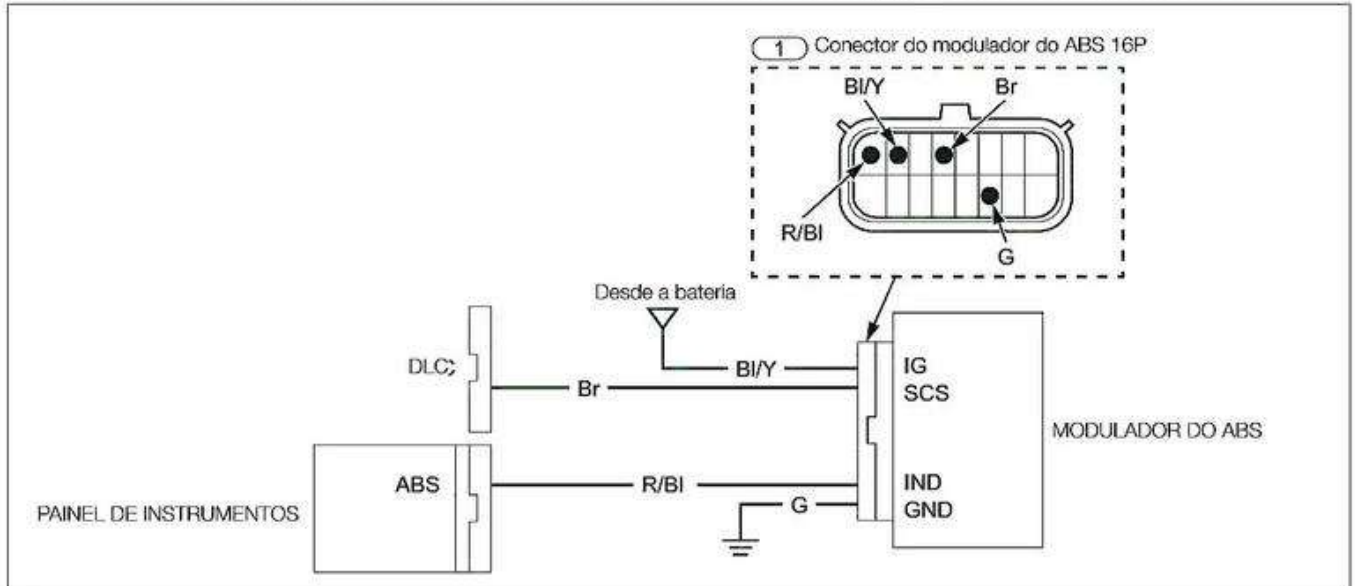 1 Conector do modulador do ABS 16P
Bl/Y
Br
R/Bl
G
Desde a bateria
DLC
Bl/Y
IG
Br
SCS
MODULADOR DO ABS
ABS
R/Bl
IND
PAINEL DE INSTRUMENTOS
G
GND